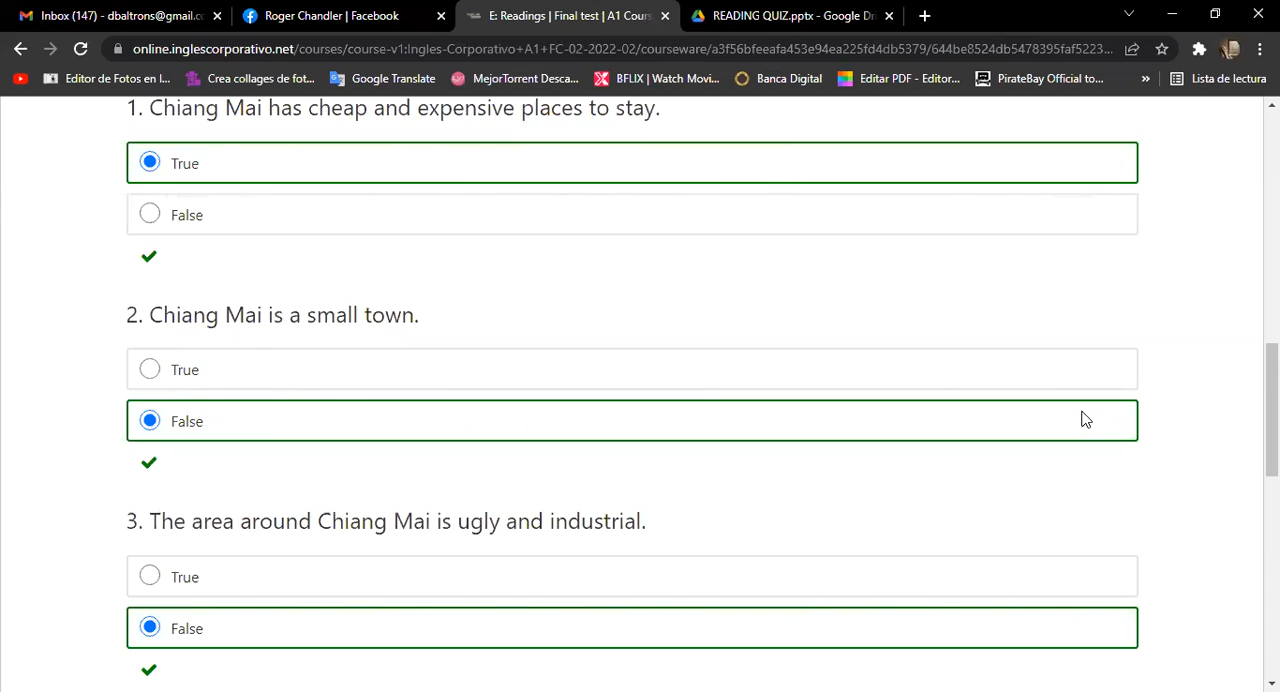 Inbox (147) - dbaltrons@gmail.cc
Roger Chandler | Facebook
E: Readings | Final test | A1 Cours
READING QUIZ.pptx - Google Dri
online.inglescorporativo.net/courses/course-v1:Ingles-Corporativo+A1+FC-02-2022-02/courseware/a3f56bfeeafa453e94ea225fd4db5379/644be8524db5478395faf5223...
Editor de Fotos en l...
Crea collages de fot...
Google Translate
MejorTorrent Desca...
BFLIX | Watch Movi...
Banca Digital
Editar PDF - Editor...
PirateBay Official to...
»
Lista de lectura
1. Chiang Mai has cheap and expensive places to stay.
True
False
2. Chiang Mai is a small town.
True
False
3. The area around Chiang Mai is ugly and industrial.
True
False